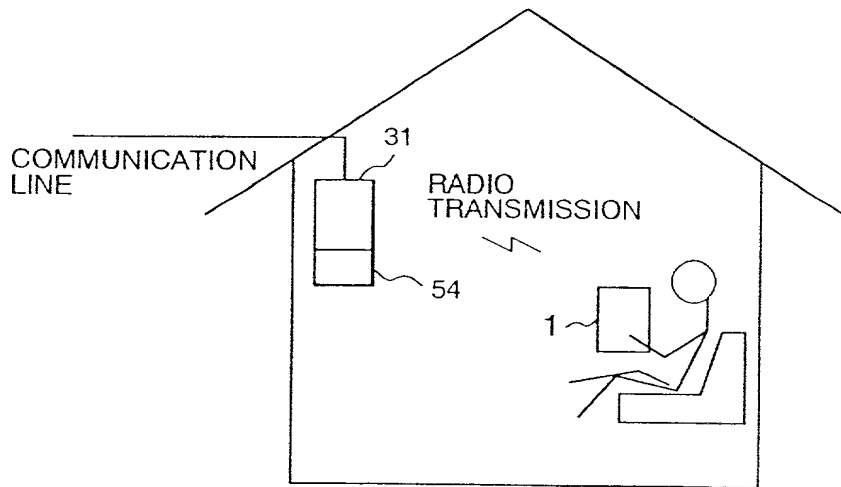 31
COMMUNICATION
LINE
RADIO
TRANSMISSION
54
1